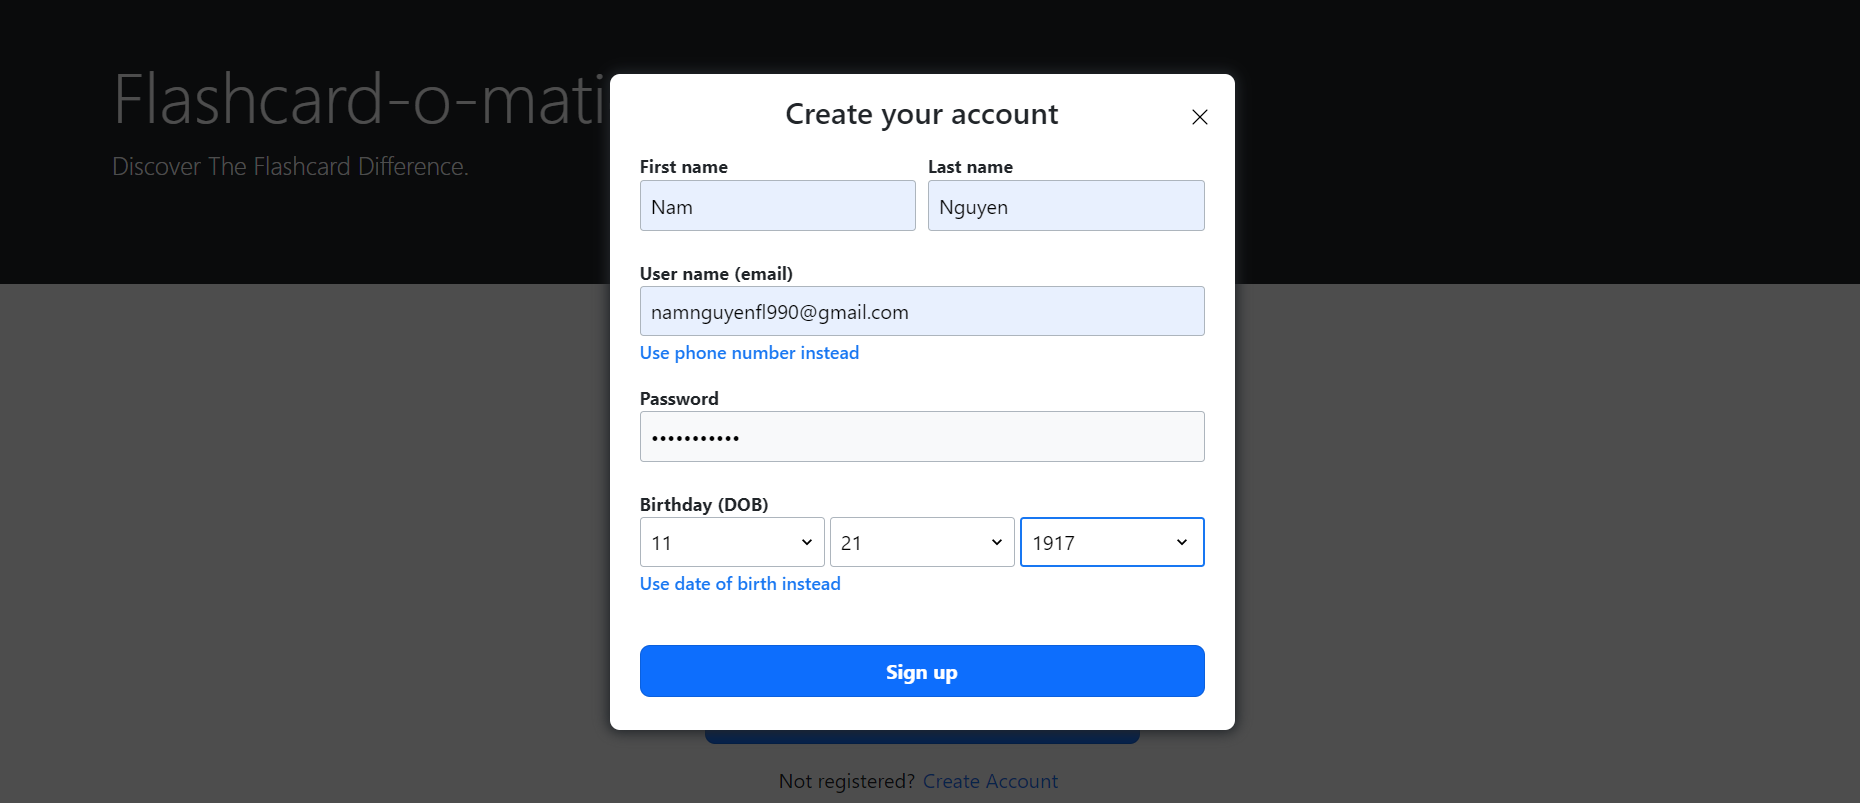 Flashcard-o-mati
Discover The Flashcard Difference.
Create your account
First name Last name
Nam Nguyen
User name (email)
namnguyenfl990@gmail.com
Use phone number instead
Password
•••••••••••
Birthday (DOB)
11 21 1917
Use date of birth instead
Sign up
Not registered? Create Account